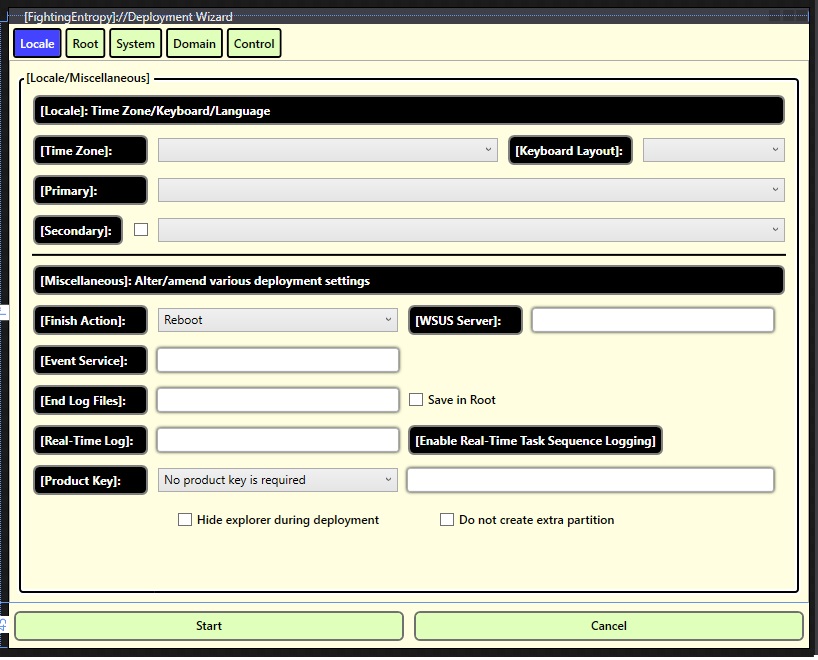 [FightingEntropy]://Deployment Wizard
Locale Root System Domain Control
[Locale/Miscellaneous]
[Locale]: Time Zone/Keyboard/Language
[Time Zone]: [Keyboard Layout]:
[Primary]:
[Secondary]:
[Miscellaneous]: Alter/amend various deployment settings
[Finish Action]: Reboot [WSUS Server]:
[Event Service]:
[End Log Files]: Save in Root
[Real-Time Log]: [Enable Real-Time Task Sequence Logging]
[Product Key]: No product key is required
Hide explorer during deployment Do not create extra partition
Start Cancel